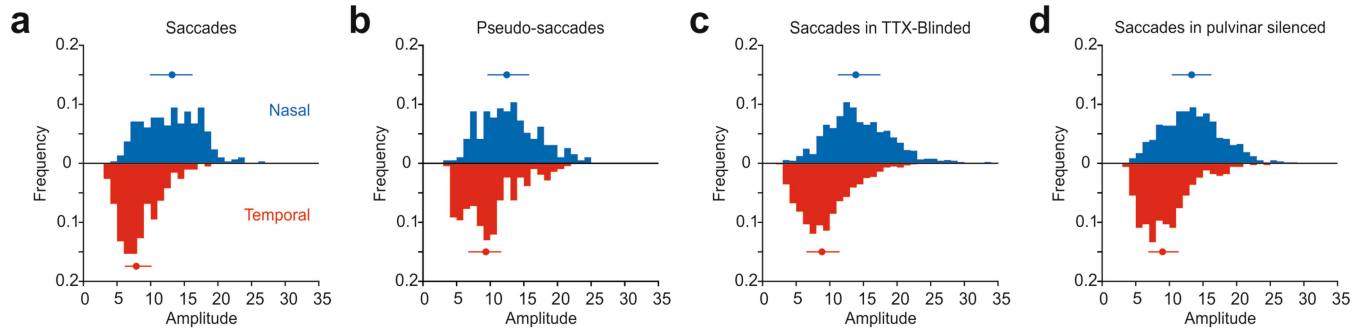 a
Saccades
0.2
0.1
0
0.1
0.2
Frequency
Nasal
Temporal
0 5 10 15 20 25 30 35
Amplitude
b
Pseudo-saccades
0.2
0.1
0
0.1
0.2
Frequency
0 5 10 15 20 25 30 35
Amplitude
c
Saccades in TTX-Blinded
0.2
0.1
0
0.1
0.2
Frequency
0 5 10 15 20 25 30 35
Amplitude
d
Saccades in pulvinar silenced
0.2
0.1
0
0.1
0.2
Frequency
0 5 10 15 20 25 30 35
Amplitude